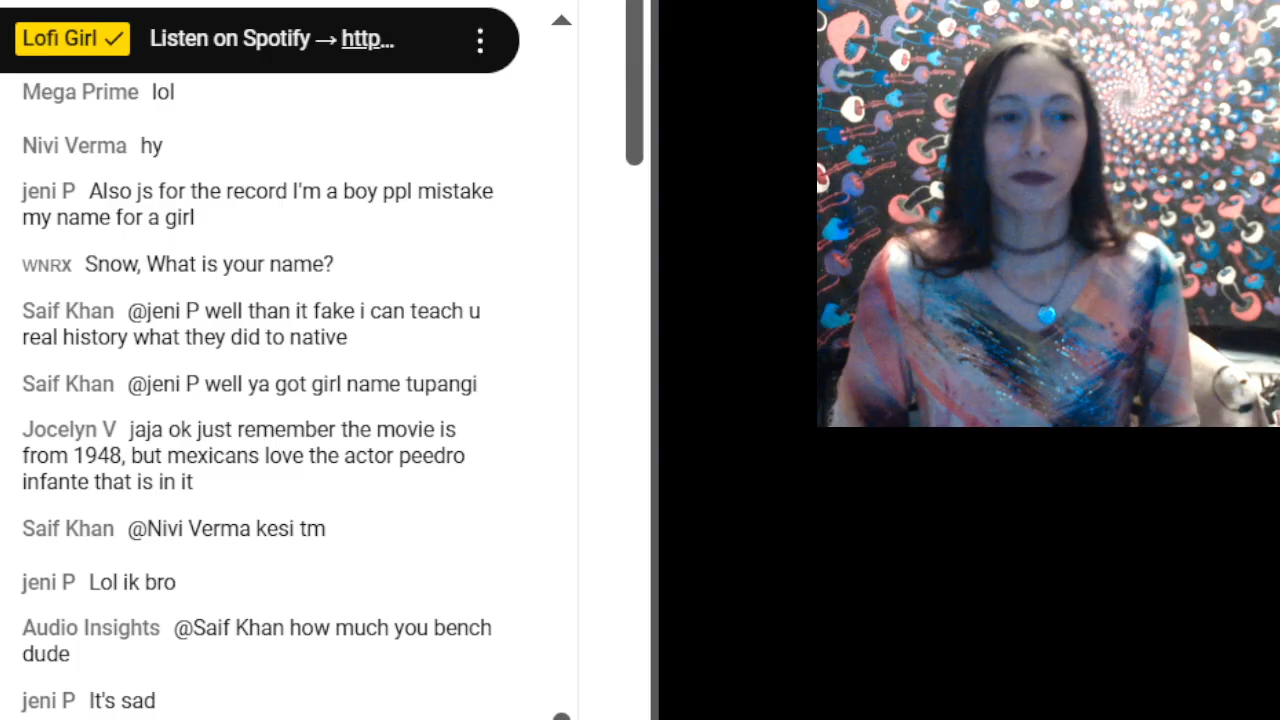 Lofi Girl ✓ Listen on Spotify → http...
Mega Prime lol
Nivi Verma hy
jeni P Also js for the record I'm a boy ppl mistake
my name for a girl
WNRX Snow, What is your name?
Saif Khan @jeni P well than it fake i can teach u
real history what they did to native
Saif Khan @jeni P well ya got girl name tupangi
Jocelyn V jaja ok just remember the movie is
from 1948, but mexicans love the actor peedro
infante that is in it
Saif Khan @Nivi Verma kesi tm
jeni P Lol ik bro
Audio Insights @Saif Khan how much you bench
dude
jeni P It's sad